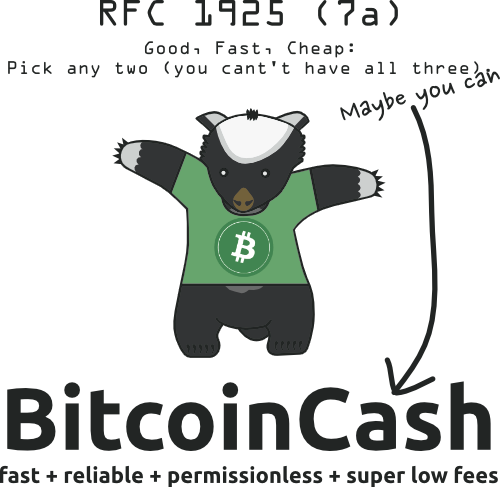 RFC 1925 (7a)
Good, Fast, Cheap:
Pick any two (you cant't have all three).
Maybe you can
BitcoinCash
fast + reliable + permissionless + super low fees